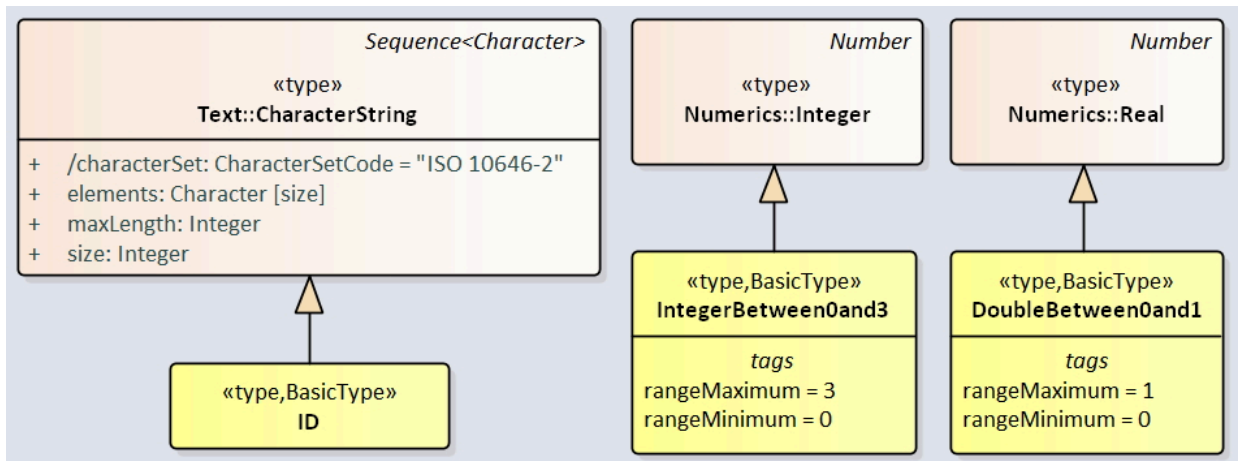 Sequence<Character>
«type»
Text::CharacterString
+ /characterSet: CharacterSetCode = "ISO 10646-2"
+ elements: Character [size]
+ maxLength: Integer
+ size: Integer
«type,BasicType»
ID
Number
«type»
Numerics::Integer
«type,BasicType»
IntegerBetween0and3
tags
rangeMaximum = 3
rangeMinimum = 0
Number
«type»
Numerics::Real
«type,BasicType»
DoubleBetween0and1
tags
rangeMaximum = 1
rangeMinimum = 0